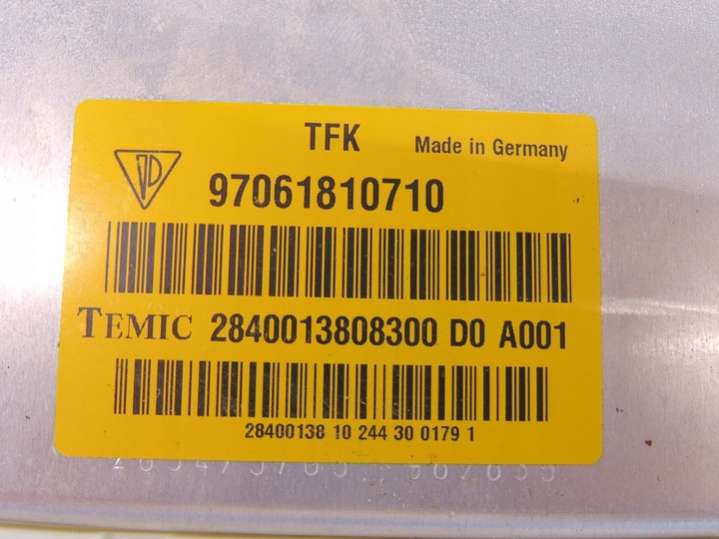 TFK
Made in Germany
97061810710
TEMIC 2840013808300 D0 A001
28400138 10 244 30 0179 1